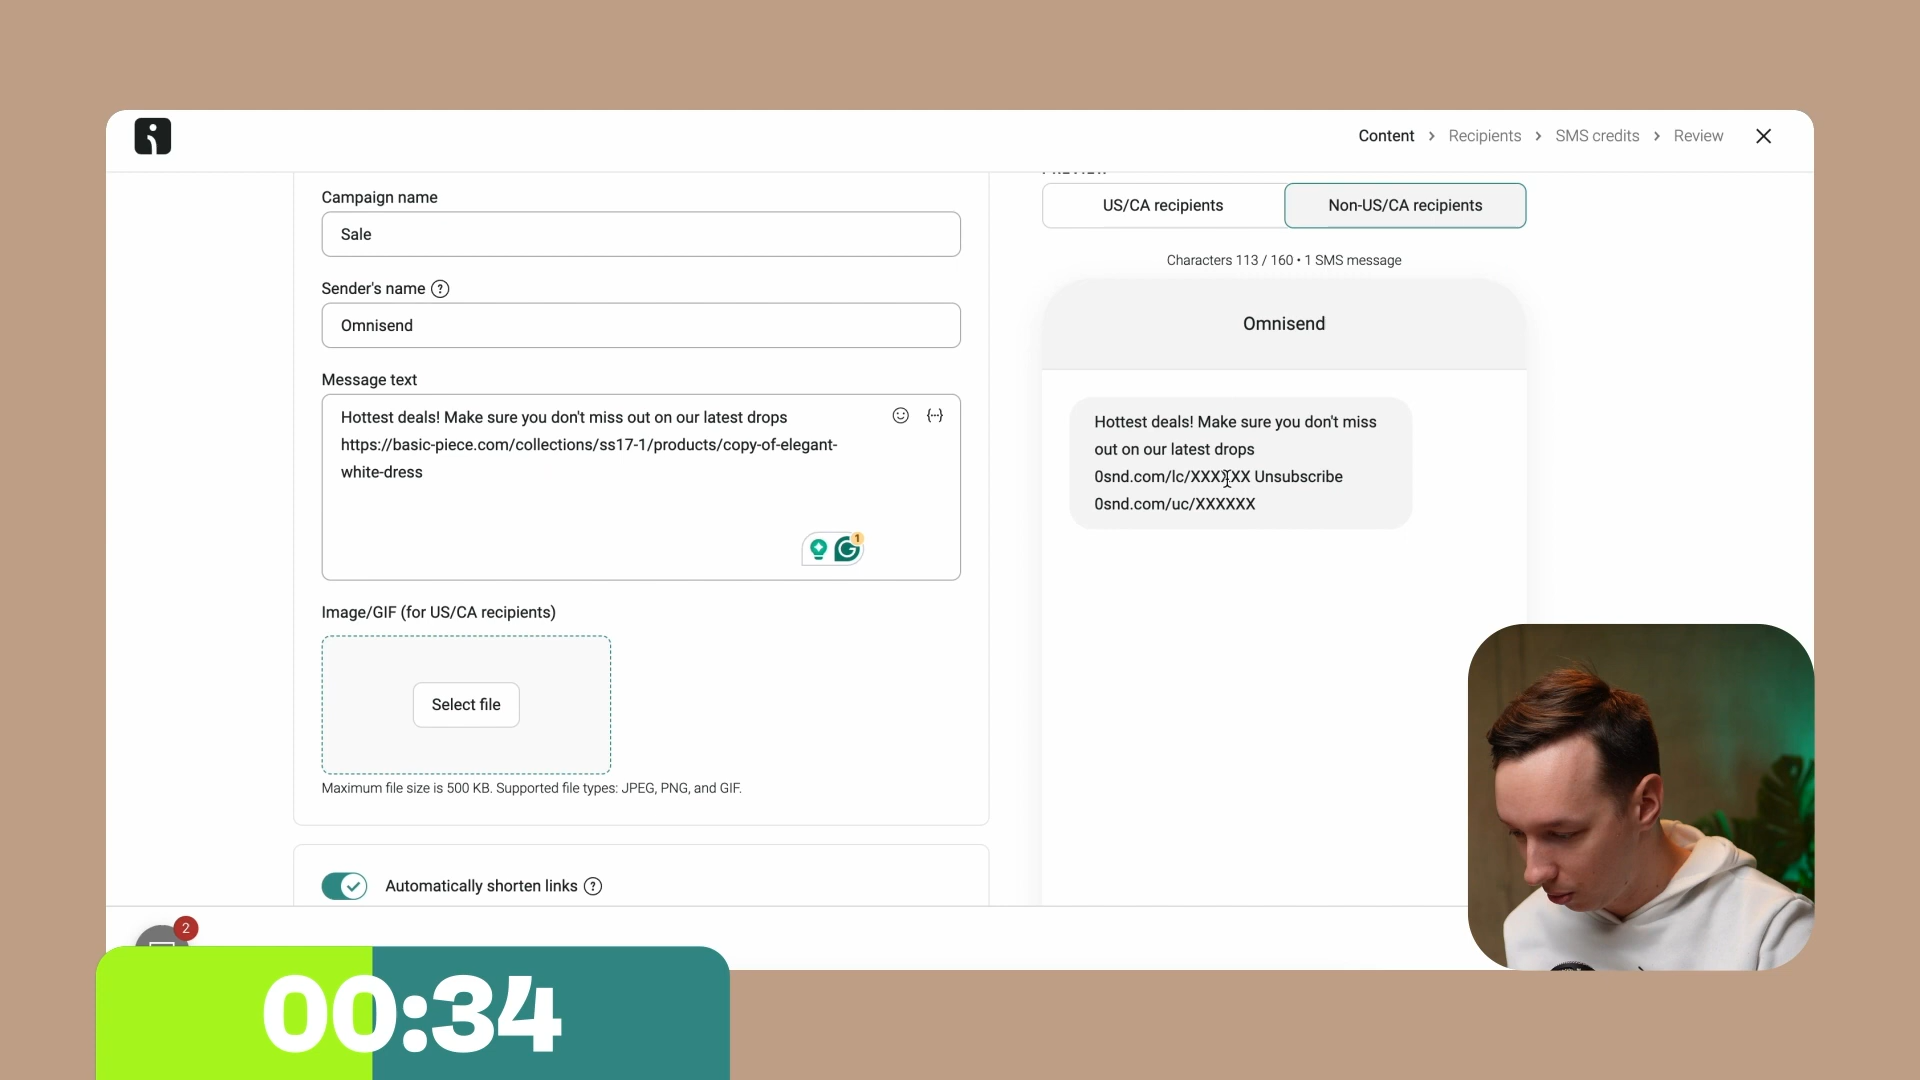 Content
Recipients
SMS credits
Review
Campaign name
Sale
Sender's name ?
Omnisend
Message text
Hottest deals! Make sure you don't miss out on our latest drops
https://basic-piece.com/collections/ss17-1/products/copy-of-elegant-
white-dress
1
Image/GIF (for US/CA recipients)
Select file
Maximum file size is 500 KB. Supported file types: JPEG, PNG, and GIF.
Automatically shorten links ?
US/CA recipients
Non-US/CA recipients
Characters 113 / 160 • 1 SMS message
Omnisend
Hottest deals! Make sure you don't miss
out on our latest drops
0snd.com/lc/XXXXXX Unsubscribe
0snd.com/uc/XXXXXX
2
00:34